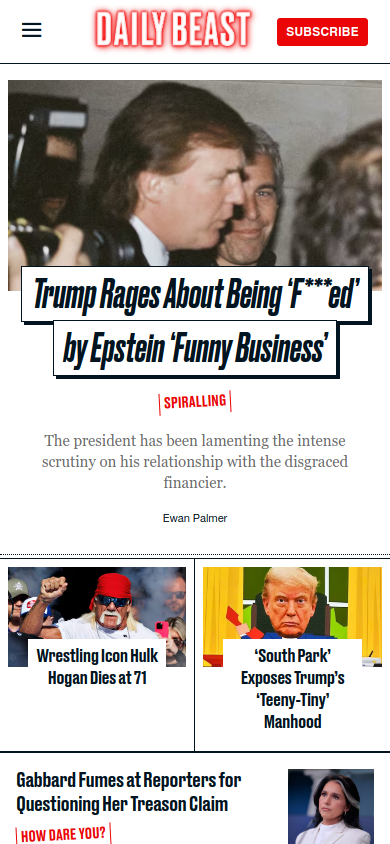 DAILY BEAST
SUBSCRIBE
Trump Rages About Being ‘F***ed’
by Epstein ‘Funny Business’
SPIRALLING
The president has been lamenting the intense
scrutiny on his relationship with the disgraced
financier.
Ewan Palmer
Wrestling Icon Hulk
Hogan Dies at 71
‘South Park’
Exposes Trump’s
‘Teeny-Tiny’
Manhood
Gabbard Fumes at Reporters for
Questioning Her Treason Claim
HOW DARE YOU?